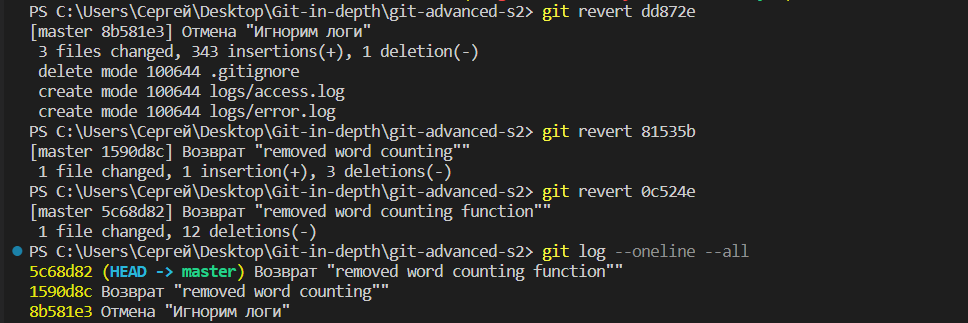 PS C:\Users\Сергей\Desktop\Git-in-depth\git-advanced-s2> git revert dd872e
[master 8b581e3] Отмена "Игнорим логи"
 3 files changed, 343 insertions(+), 1 deletion(-)
 delete mode 100644 .gitignore
 create mode 100644 logs/access.log
 create mode 100644 logs/error.log
PS C:\Users\Сергей\Desktop\Git-in-depth\git-advanced-s2> git revert 81535b
[master 1590d8c] Возврат "removed word counting""
 1 file changed, 1 insertion(+), 3 deletions(-)
PS C:\Users\Сергей\Desktop\Git-in-depth\git-advanced-s2> git revert 0c524e
[master 5c68d82] Возврат "removed word counting function""
 1 file changed, 12 deletions(-)
PS C:\Users\Сергей\Desktop\Git-in-depth\git-advanced-s2> git log --oneline --all
5c68d82 (HEAD -> master) Возврат "removed word counting function""
1590d8c Возврат "removed word counting""
8b581e3 Отмена "Игнорим логи"